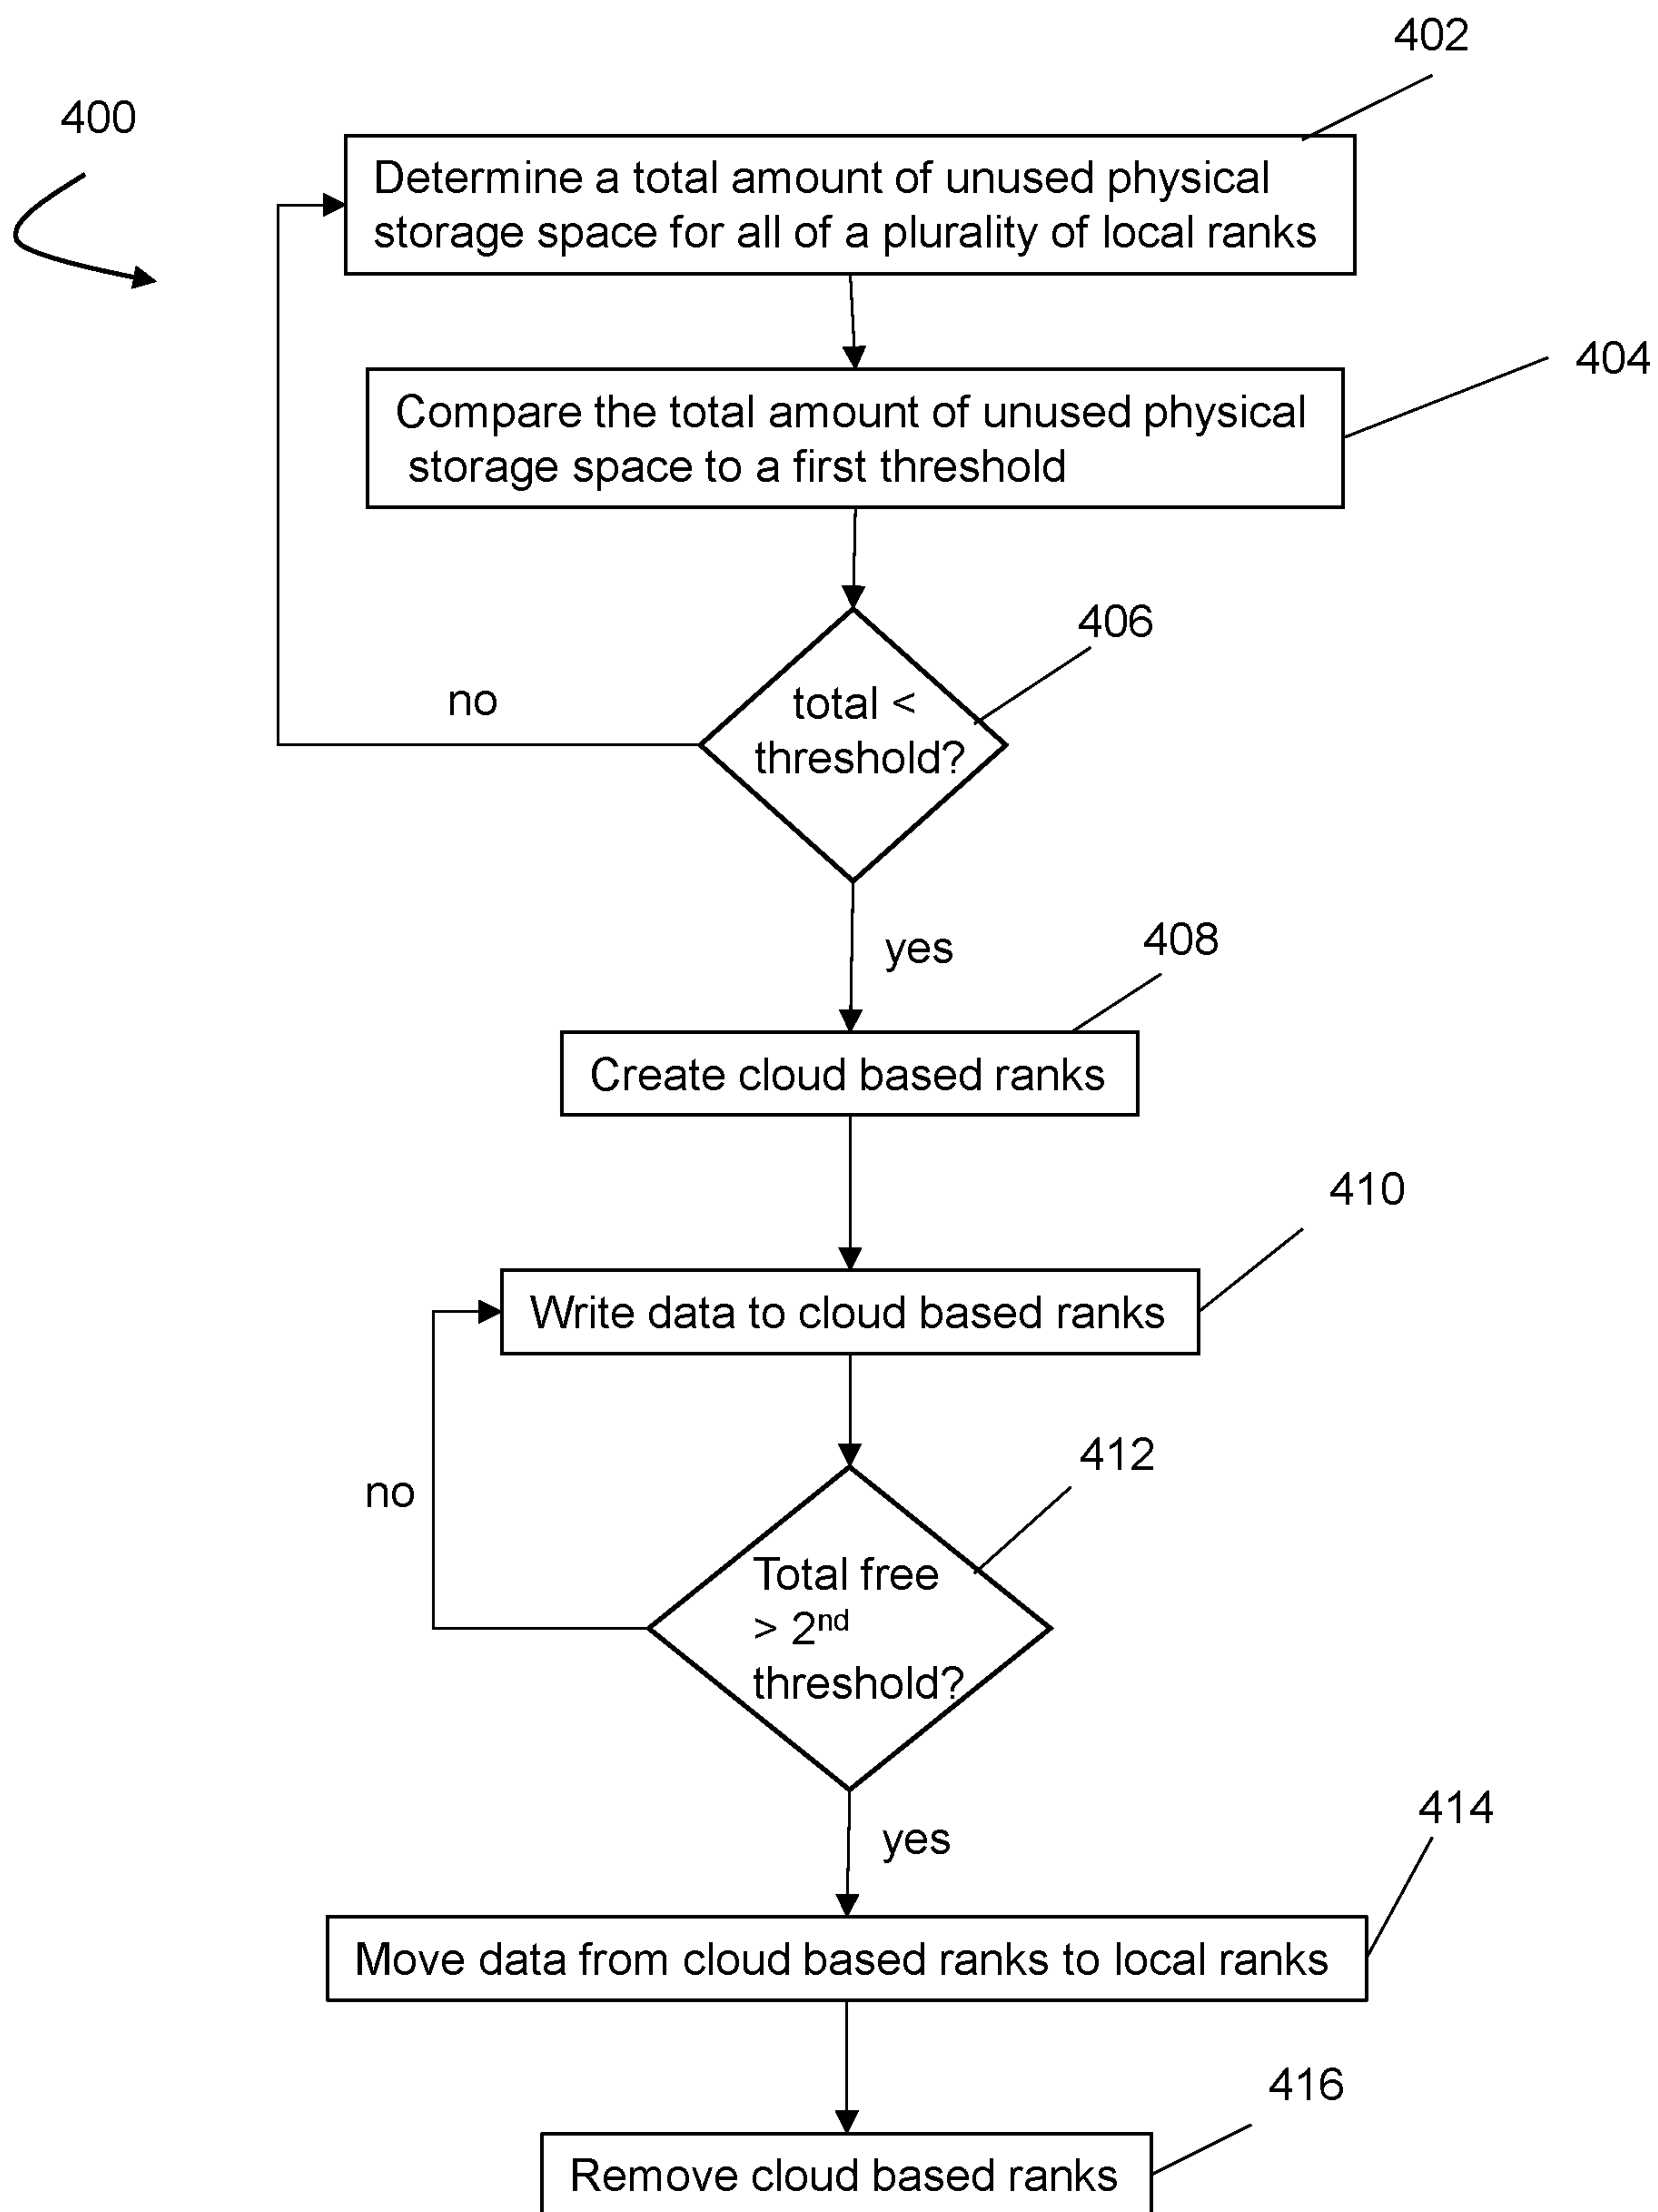 402
400
Determine a total amount of unused physical
storage space for all of a plurality of local ranks
404
Compare the total amount of unused physical
storage space to a first threshold
406
total <
threshold?
no
yes
408
Create cloud based ranks
410
Write data to cloud based ranks
412
no
Total free
> 2nd
threshold?
yes
414
Move data from cloud based ranks to local ranks
416
Remove cloud based ranks